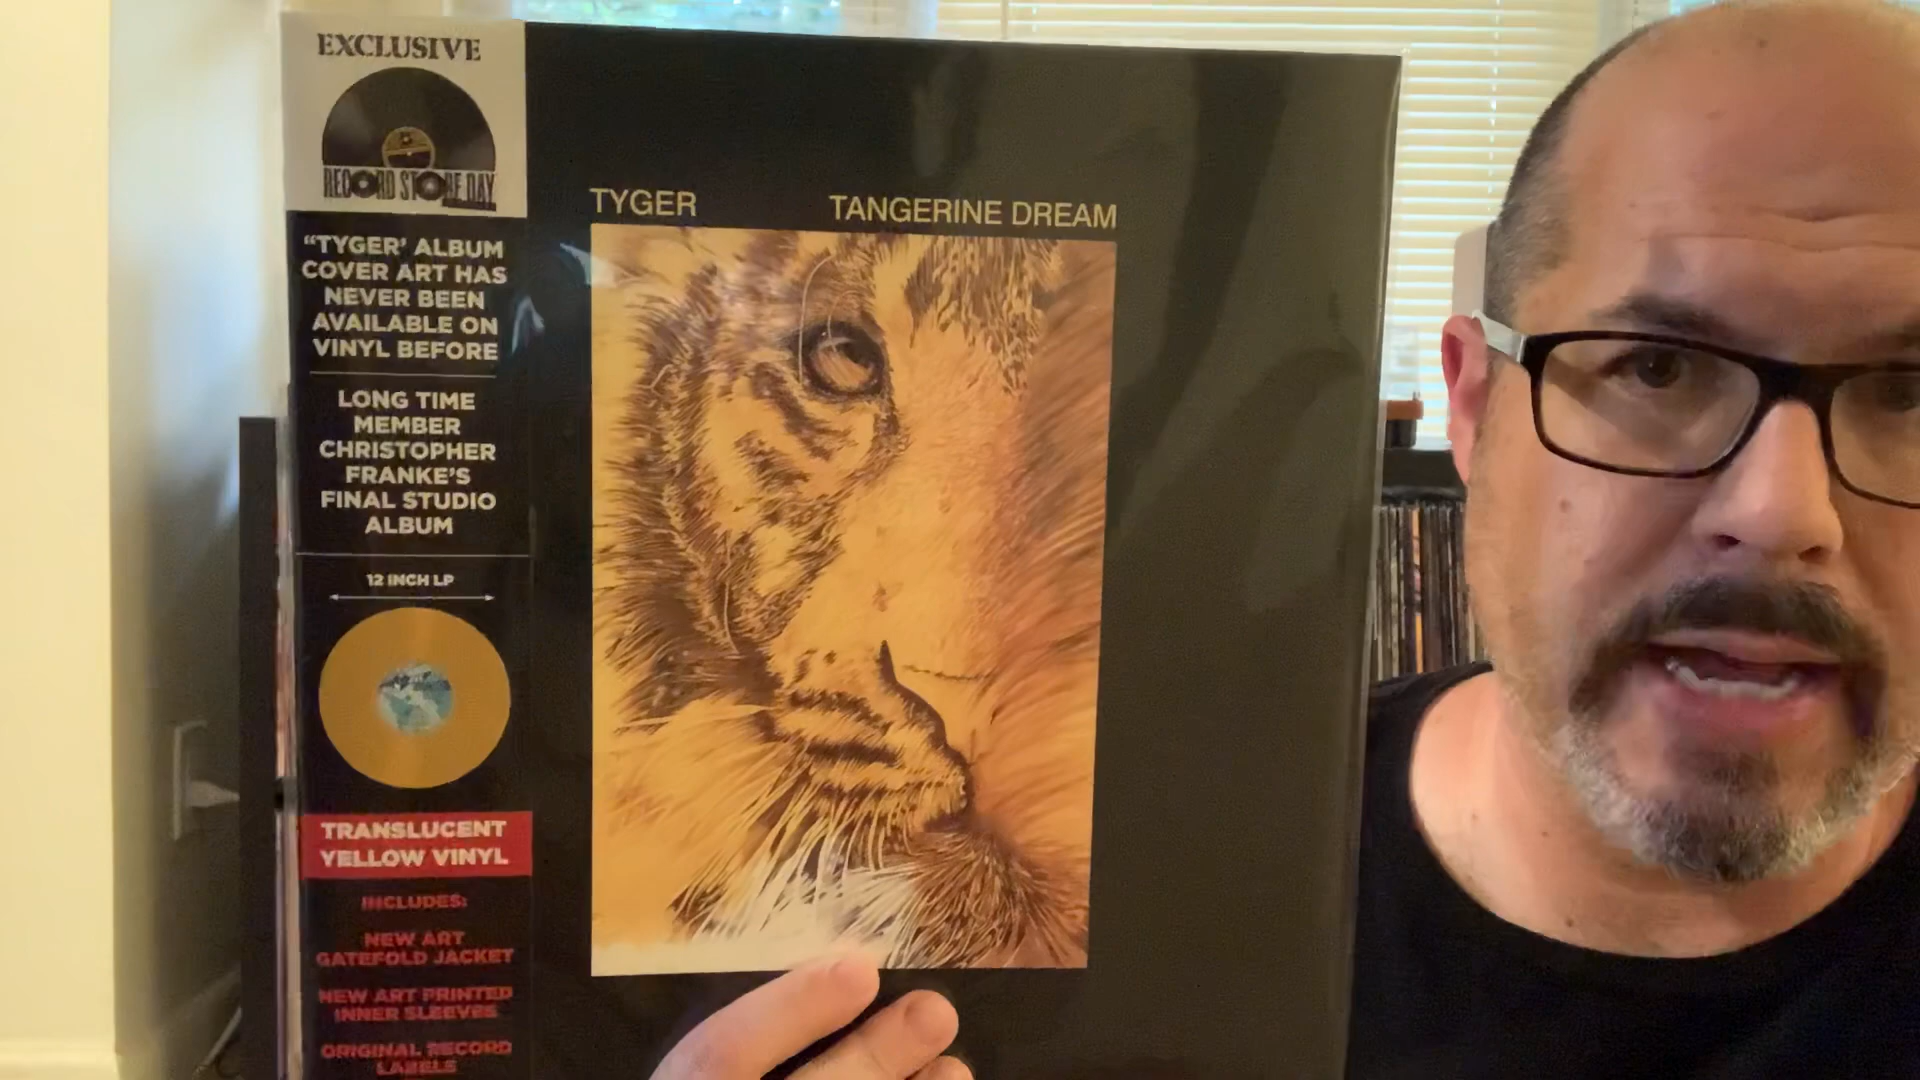 EXCLUSIVE
RECORD STORE DAY
"TYGER' ALBUM
COVER ART HAS
NEVER BEEN
AVAILABLE ON
VINYL BEFORE
LONG TIME
MEMBER
CHRISTOPHER
FRANKE'S
FINAL STUDIO
ALBUM
12 INCH LP
TRANSLUCENT
YELLOW VINYL
INCLUDES:
NEW ART
GATEFOLD JACKET
NEW ART PRINTED
INNER SLEEVES
ORIGINAL RECORD
LABELS
TYGER
TANGERINE DREAM